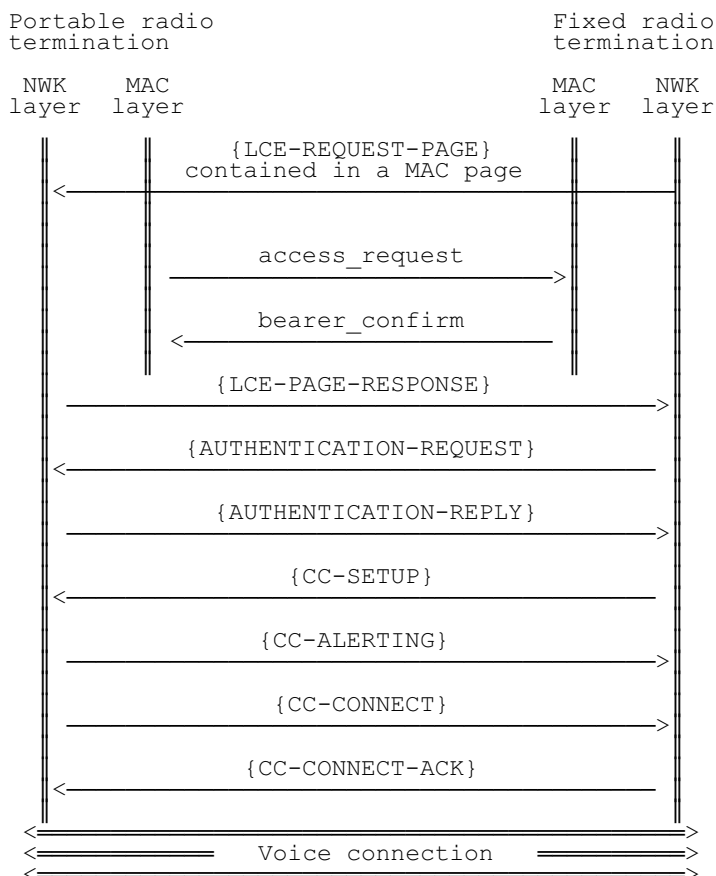 Portable radio Fixed radio
termination termination
NWK MAC MAC NWK
layer layer layer layer
{LCE-REQUEST-PAGE}
contained in a MAC page
access_request
bearer_confirm
{LCE-PAGE-RESPONSE}
{AUTHENTICATION-REQUEST}
{AUTHENTICATION-REPLY}
{CC-SETUP}
{CC-ALERTING}
{CC-CONNECT}
{CC-CONNECT-ACK}
Voice connection